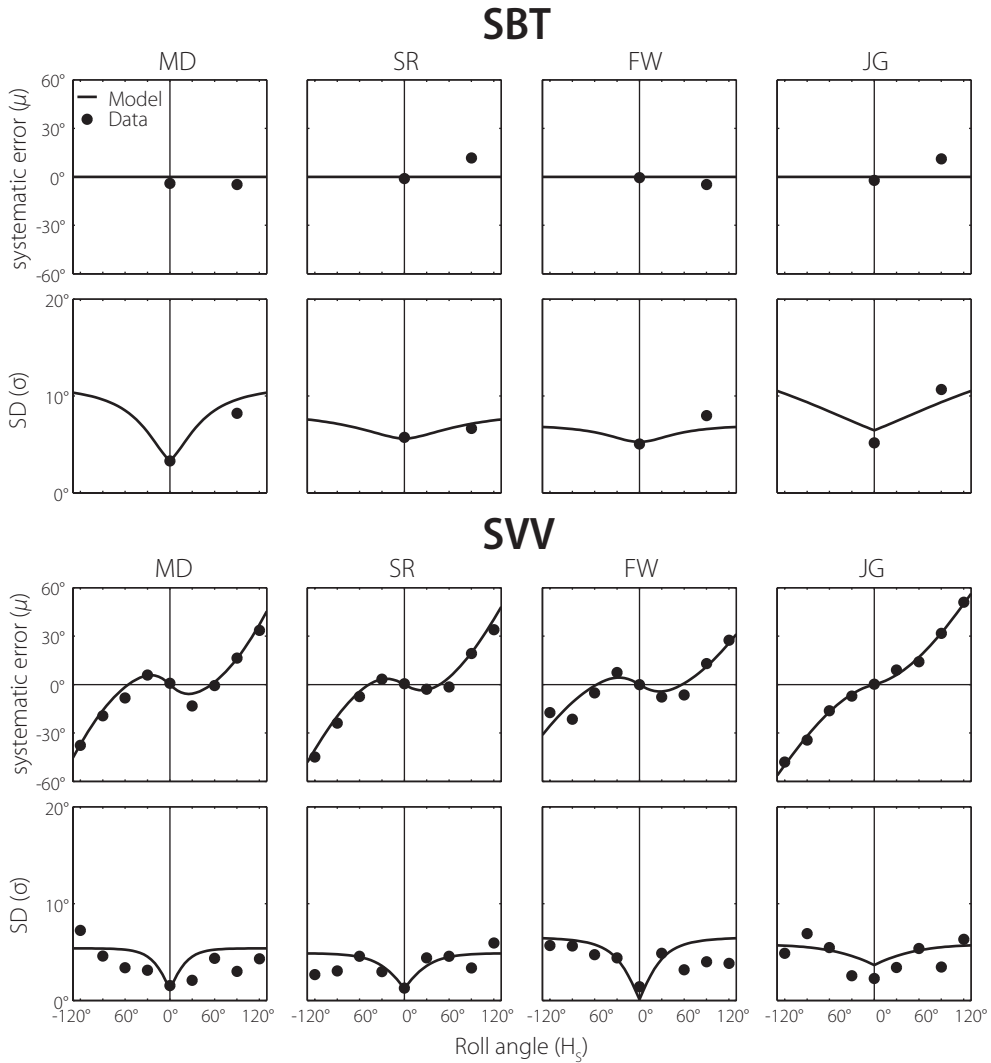 SBT
MD SR FW JG
systematic error (μ)
60°
30°
0°
-30°
-60°
Model
Data
SD (σ)
20°
10°
0°
SVV
MD SR FW JG
systematic error (μ)
60°
30°
0°
-30°
-60°
SD (σ)
20°
10°
0°
-120° 60° 0° 60° 120° -120° 60° 0° 60° 120° -120° 60° 0° 60° 120° -120° 60° 0° 60° 120°
Roll angle (Hs)